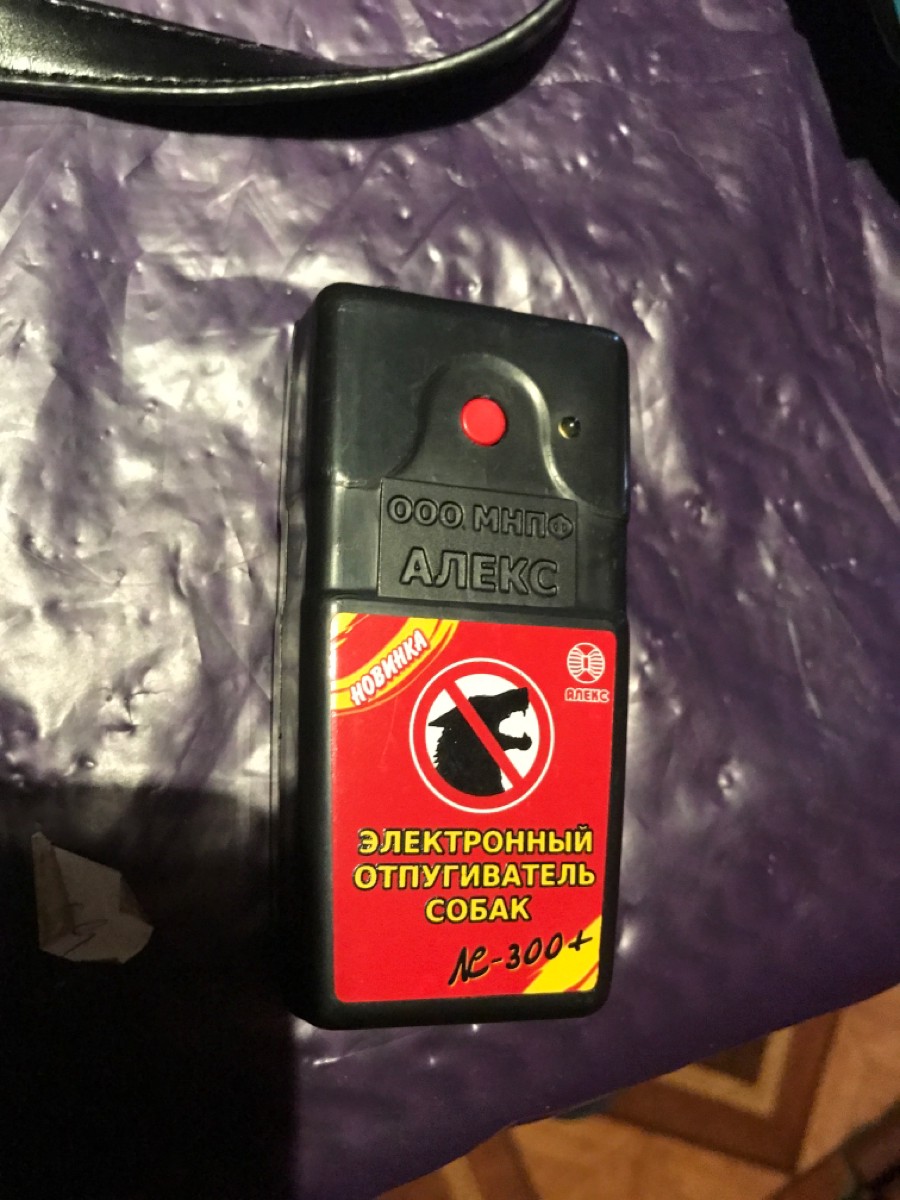 ООО МНПФ
АЛЕКС
НОВИНКА
АЛЕКС
ЭЛЕКТРОННЫЙ
ОТПУГИВАТЕЛЬ
СОБАК
АС-300+